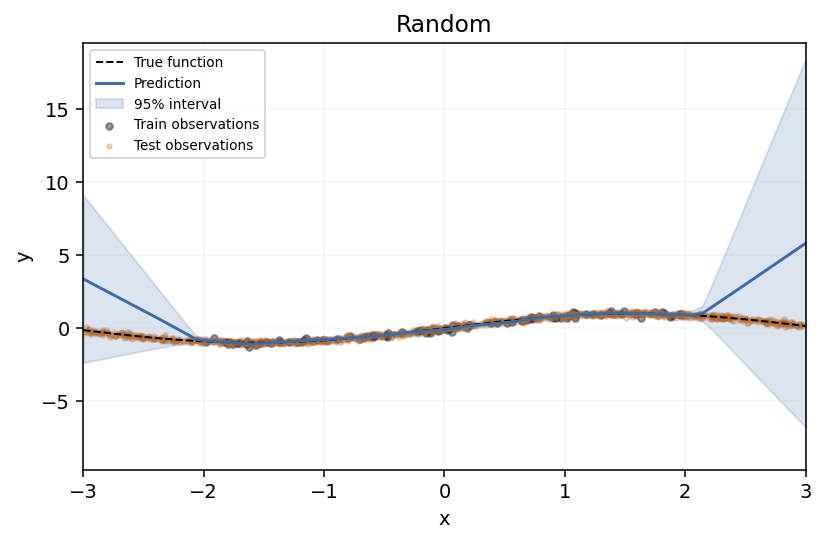 Random
True function
Prediction
95% interval
Train observations
Test observations
15
10
5
0
−5
y
−3 −2 −1 0 1 2 3
x